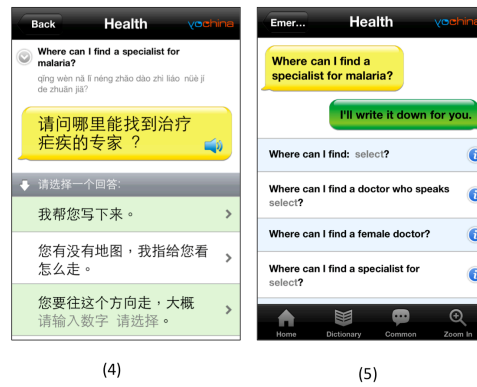 Back
Health
yochina
Where can I find a specialist for
malaria?
qǐng wèn nǎ lǐ néng zhǎo dào zhì liáo nüè jí
de zhuān jiā?
请问哪里能找到治疗
疟疾的专家 ？
请选择一个回答:
我帮您写下来。
您有没有地图，我指给您看
怎么走。
您要往这个方向走，大概
请输入数字 请选择。
(4)
Emer...
Health
yochina
Where can I find a
specialist for malaria?
I'll write it down for you.
Where can I find: select?
Where can I find a doctor who speaks
select?
Where can I find a female doctor?
Where can I find a specialist for
select?
Home
Dictionary
Common
Zoom In
(5)